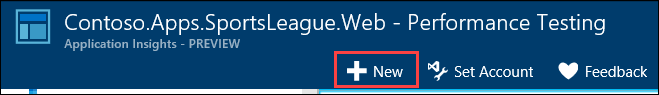 Contoso.Apps.SportsLeague.Web - Performance Testing
Application Insights - PREVIEW
New Set Account Feedback